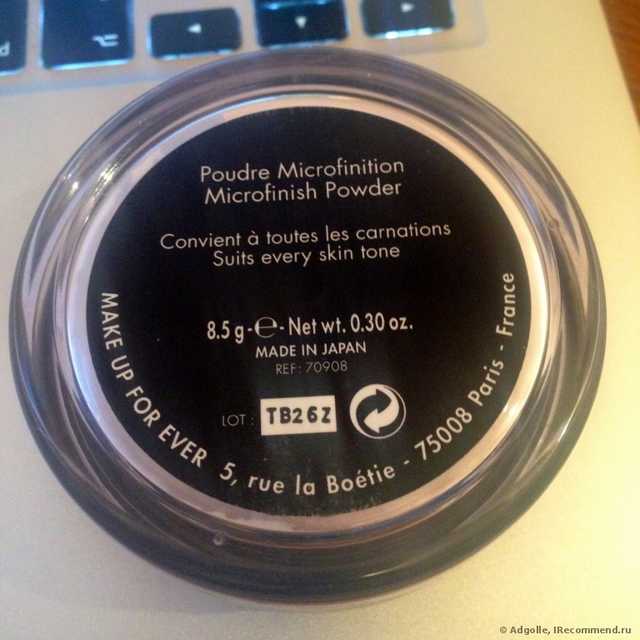 Poudre Microfinition
Microfinish Powder
Convient à toutes les carnations
Suits every skin tone
8.5 g - ℮ - Net wt. 0.30 oz.
MADE IN JAPAN
REF: 70908
LOT : TB26Z
MAKE UP FOR EVER 5, rue la Boétie - 75008 Paris - France
© Adgolle, IRecommend.ru